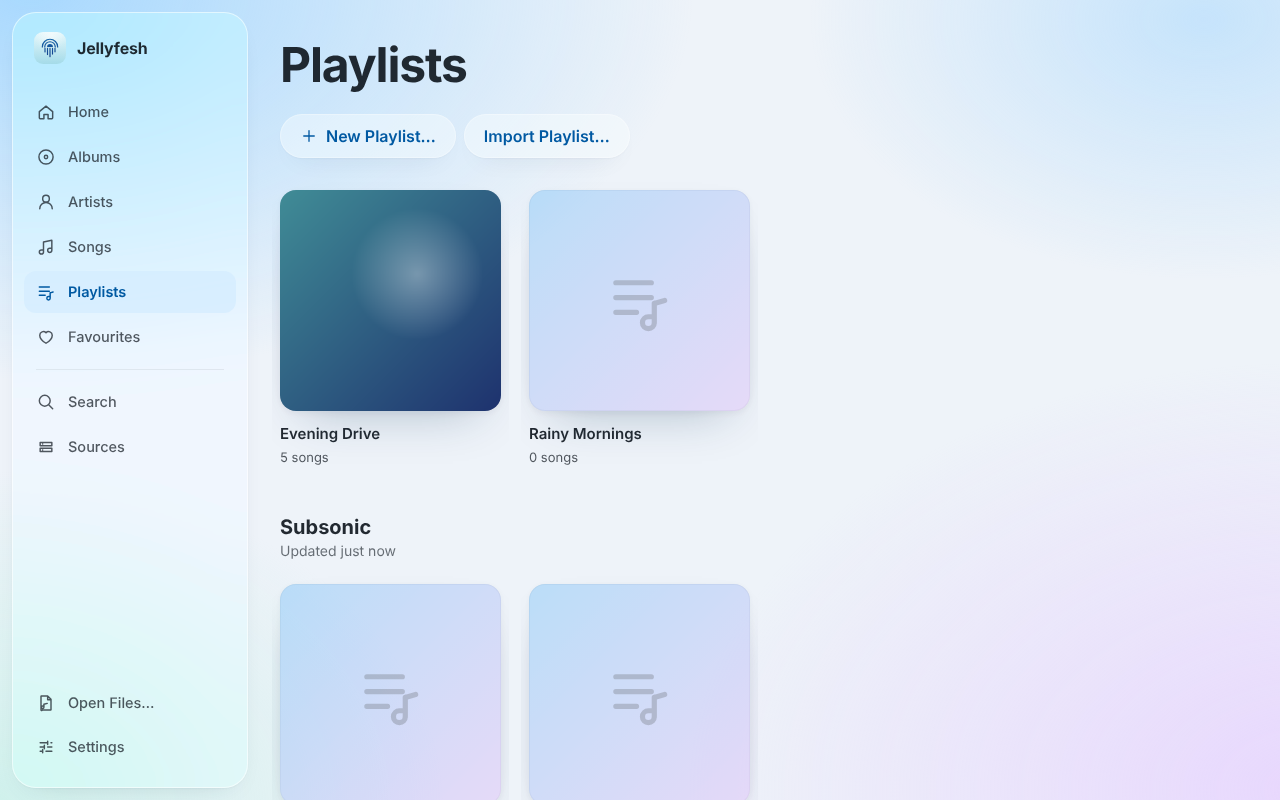 Jellyfesh
Home
Albums
Artists
Songs
Playlists
Favourites
Search
Sources
Open Files...
Settings
Playlists
New Playlist...
Import Playlist...
Evening Drive
5 songs
Rainy Mornings
0 songs
Subsonic
Updated just now